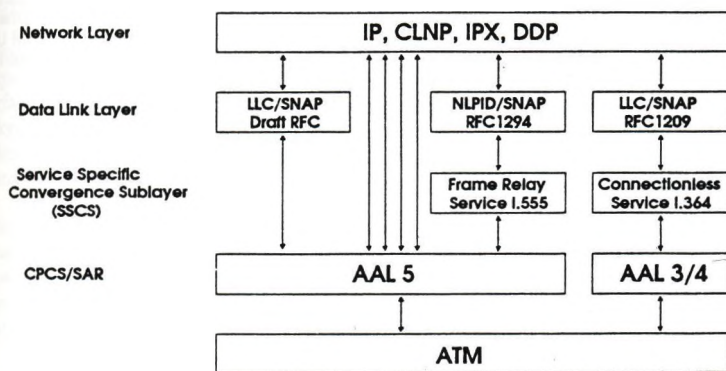 Network Layer
IP, CLNP, IPX, DDP
Data Link Layer
LLC/SNAP
Draft RFC
NLPID/SNAP
RFC1294
LLC/SNAP
RFC1209
Service Specific
Convergence Sublayer
(SSCS)
Frame Relay
Service I.555
Connectionless
Service I.364
CPCS/SAR
AAL 5
AAL 3/4
ATM